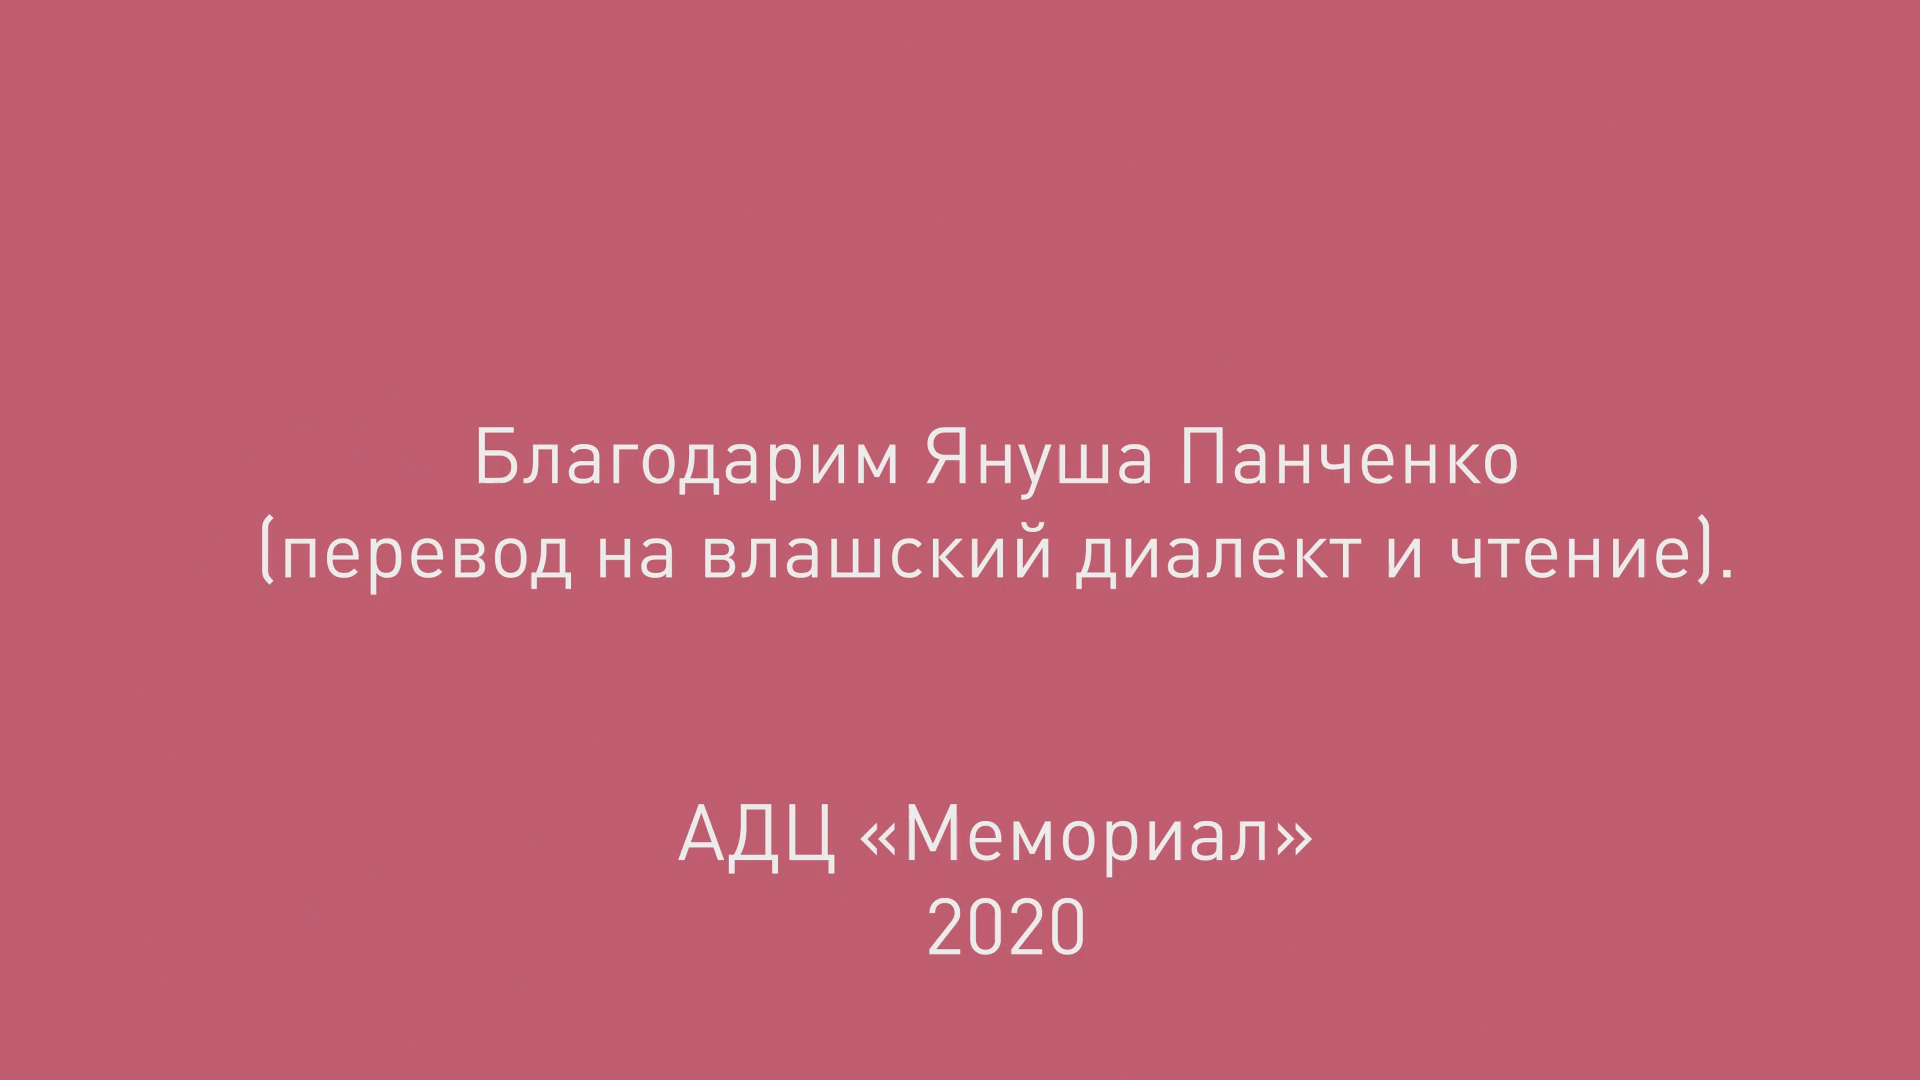 Благодарим Януша Панченко
(перевод на влашский диалект и чтение).
АДЦ «Мемориал»
2020